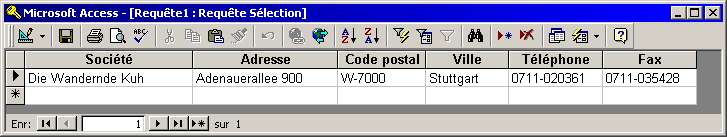 Microsoft Access - [Requête1 : Requête Sélection]
Société Adresse Code postal Ville Téléphone Fax
Die Wandernde Kuh Adenauerallee 900 W-7000 Stuttgart 0711-020361 0711-035428
Enr: 1 sur 1